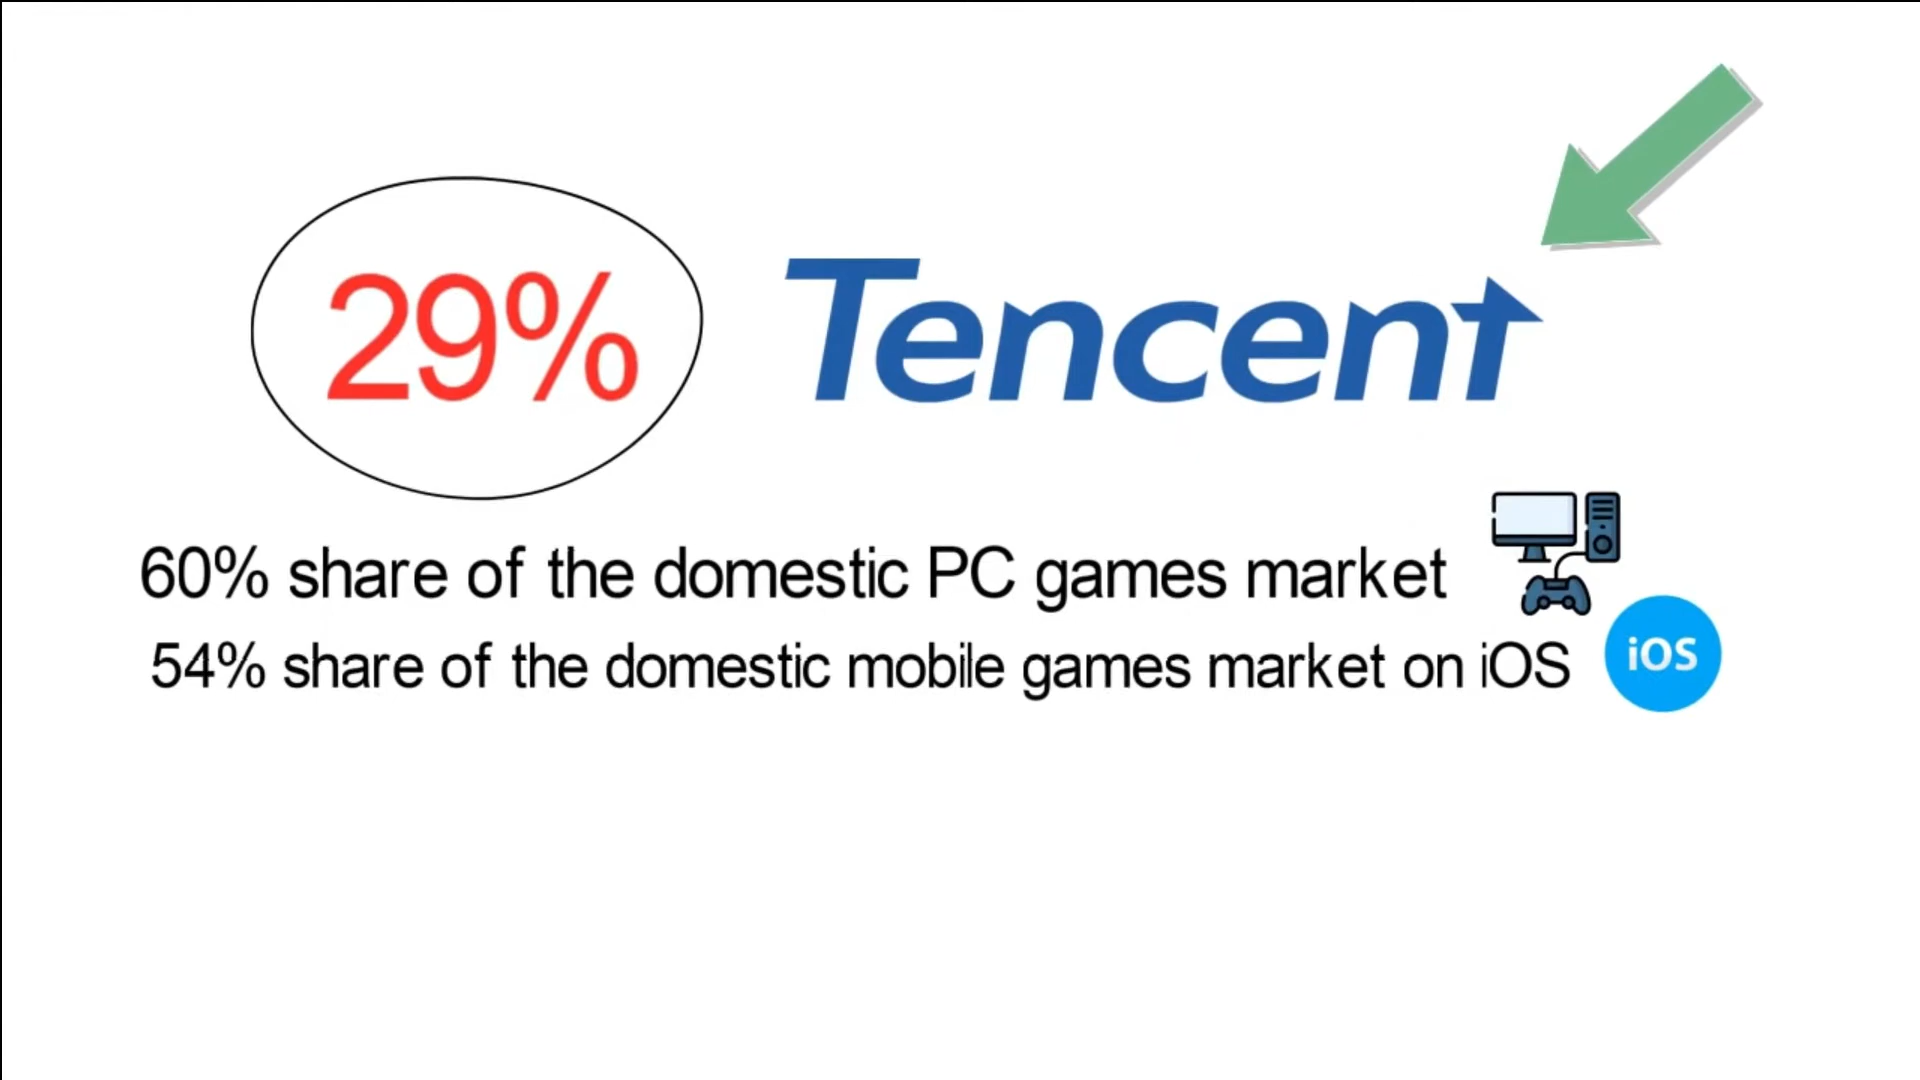 29% Tencent
60% share of the domestic PC games market
54% share of the domestic mobile games market on iOS
iOS